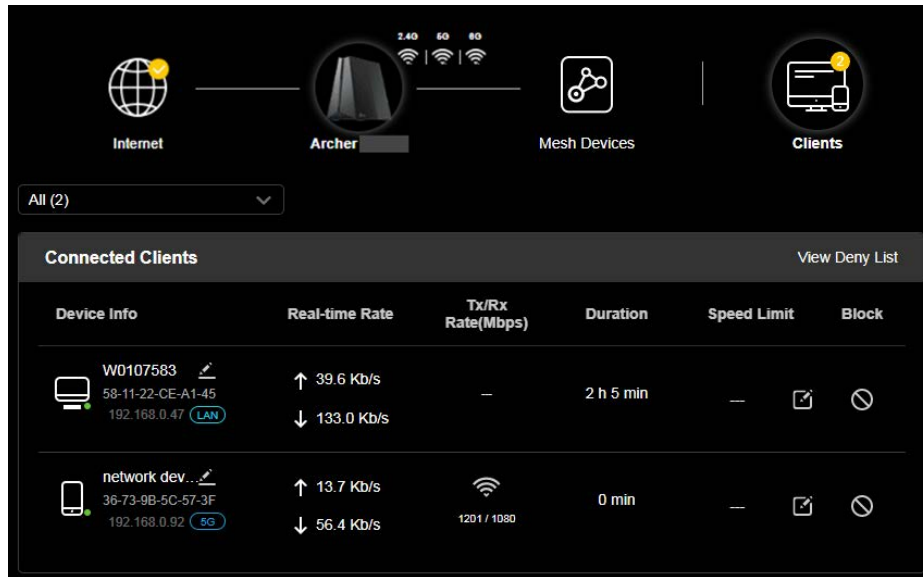 2.4G 5G 6G
2
Internet
Archer
Mesh Devices
Clients
All (2)
Connected Clients
View Deny List
Device Info
Real-time Rate
Tx/Rx
Rate(Mbps)
Duration
Speed Limit
Block
W0107583
58-11-22-CE-A1-45
192.168.0.47 LAN
↑ 39.6 Kb/s
↓ 133.0 Kb/s
--
2 h 5 min
---
network dev...
36-73-9B-5C-57-3F
192.168.0.92 5G
↑ 13.7 Kb/s
↓ 56.4 Kb/s
1201 / 1080
0 min
---